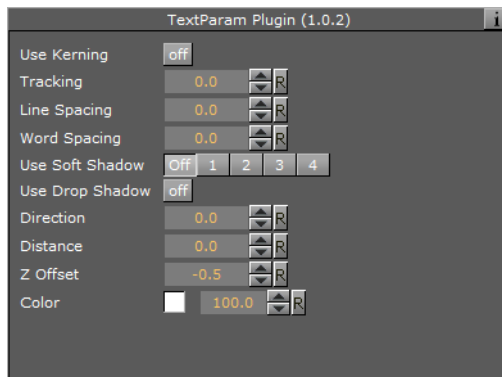 TextParam Plugin (1.0.2) i
Use Kerning off
Tracking 0.0 R
Line Spacing 0.0 R
Word Spacing 0.0 R
Use Soft Shadow Off 1 2 3 4
Use Drop Shadow off
Direction 0.0 R
Distance 0.0 R
Z Offset -0.5 R
Color 100.0 R